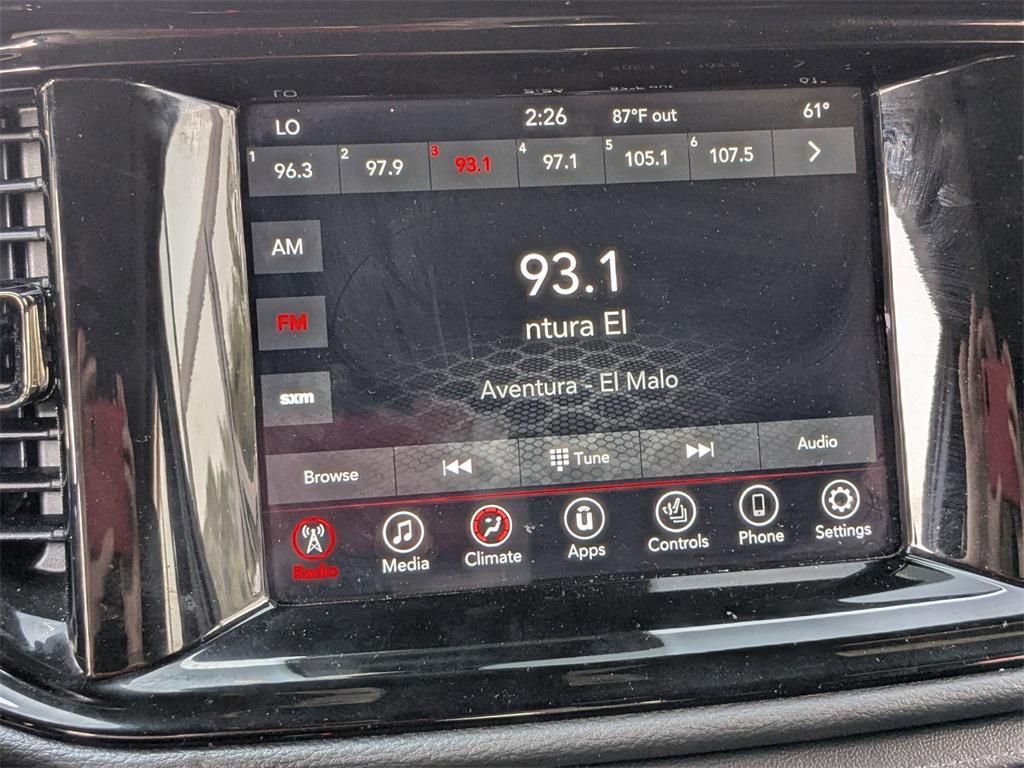 LO 2:26 87°F out 61°
1 96.3 2 97.9 3 93.1 4 97.1 5 105.1 6 107.5
AM
93.1
FM
ntura El
sxm
Aventura - El Malo
Browse Tune Audio
Radio Media Climate Apps Controls Phone Settings